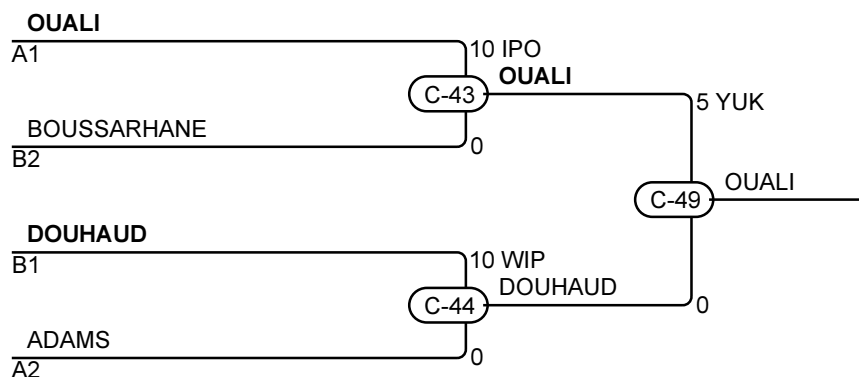 OUALI
A1
10 IPO
OUALI
C-43
5 YUK
BOUSSARHANE
0
B2
OUALI
C-49
DOUHAUD
B1
10 WIP
DOUHAUD
C-44
0
ADAMS
0
A2